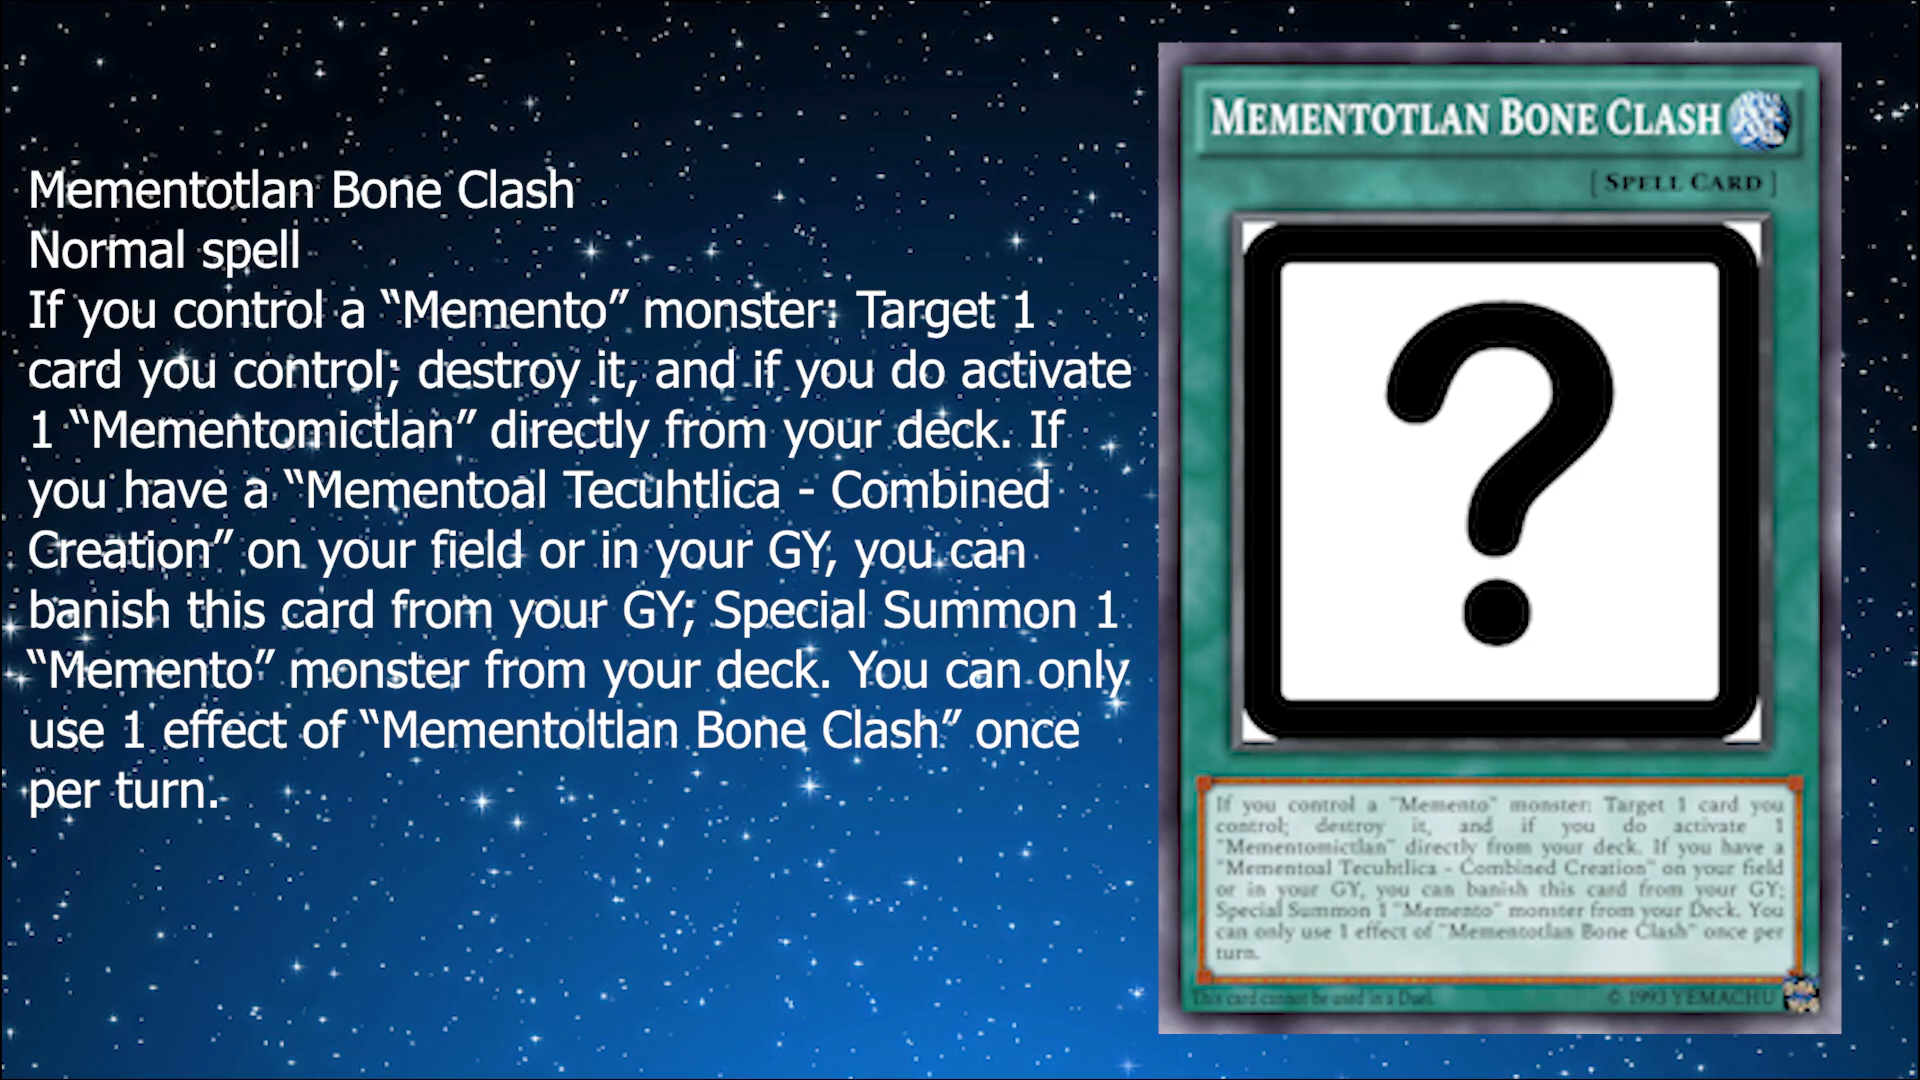 Mementotlan Bone Clash
Normal spell
If you control a “Memento” monster: Target 1
card you control; destroy it, and if you do activate
1 “Mementomictlan” directly from your deck. If
you have a “Mementoal Tecuhtlica - Combined
Creation” on your field or in your GY, you can
banish this card from your GY; Special Summon 1
“Memento” monster from your deck. You can only
use 1 effect of “Mementoltlan Bone Clash” once
per turn.
MEMENTOTLAN BONE CLASH
[SPELL CARD]
?
If you control a "Memento" monster: Target 1 card you
control; destroy it, and if you do activate 1
"Mementomictlan" directly from your deck. If you have a
"Mementoal Tecuhtlica - Combined Creation" on your field
or in your GY, you can banish this card from your GY;
Special Summon 1 "Memento" monster from your Deck. You
can only use 1 effect of "Mementotlan Bone Clash" once per
turn.
This card cannot be used in a Duel.
© 1993 YEMACHU